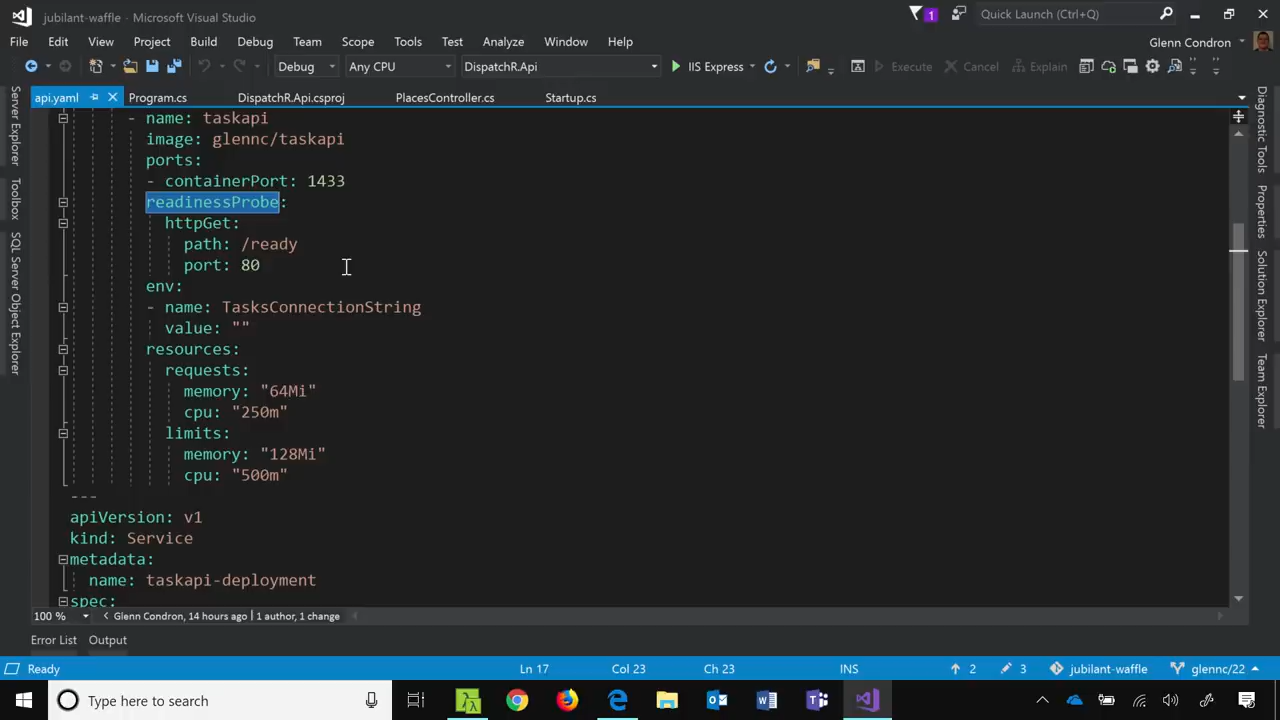 jubilant-waffle - Microsoft Visual Studio
1
Quick Launch (Ctrl+Q)
File Edit View Project Build Debug Team Scope Tools Test Analyze Window Help
Glenn Condron
Debug Any CPU DispatchR.Api IIS Express Execute Cancel Explain
api.yaml Program.cs DispatchR.Api.csproj PlacesController.cs Startup.cs
Server Explorer
Toolbox
SQL Server Object Explorer
- name: taskapi
image: glennc/taskapi
ports:
- containerPort: 1433
readinessProbe:
httpGet:
path: /ready
port: 80
env:
- name: TasksConnectionString
value: ""
resources:
requests:
memory: "64Mi"
cpu: "250m"
limits:
memory: "128Mi"
cpu: "500m"
---
apiVersion: v1
kind: Service
metadata:
name: taskapi-deployment
spec:
Diagnostic Tools
Properties
Solution Explorer
Team Explorer
100 % Glenn Condron, 14 hours ago | 1 author, 1 change
Error List Output
Ready Ln 17 Col 23 Ch 23 INS 2 3 jubilant-waffle glennc/22
Type here to search